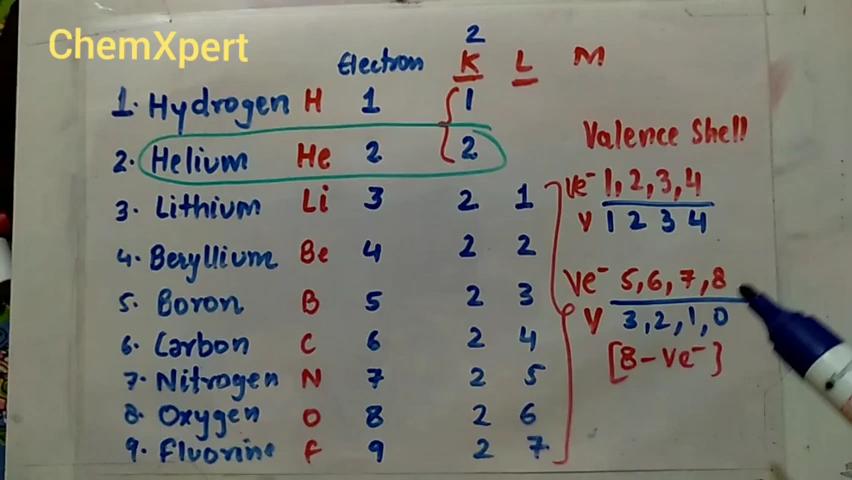 ChemXpert
2
Electron K L M
1. Hydrogen H 1 1
2. Helium He 2 2
Valence Shell
3. Lithium Li 3 2 1
Ve⁻ 1, 2, 3, 4
V 1 2 3 4
4. Beryllium Be 4 2 2
Ve⁻ 5, 6, 7, 8
5. Boron B 5 2 3
V 3, 2, 1, 0
6. Carbon C 6 2 4
[8 - Ve⁻]
7. Nitrogen N 7 2 5
8. Oxygen O 8 2 6
9. Fluorine F 9 2 7